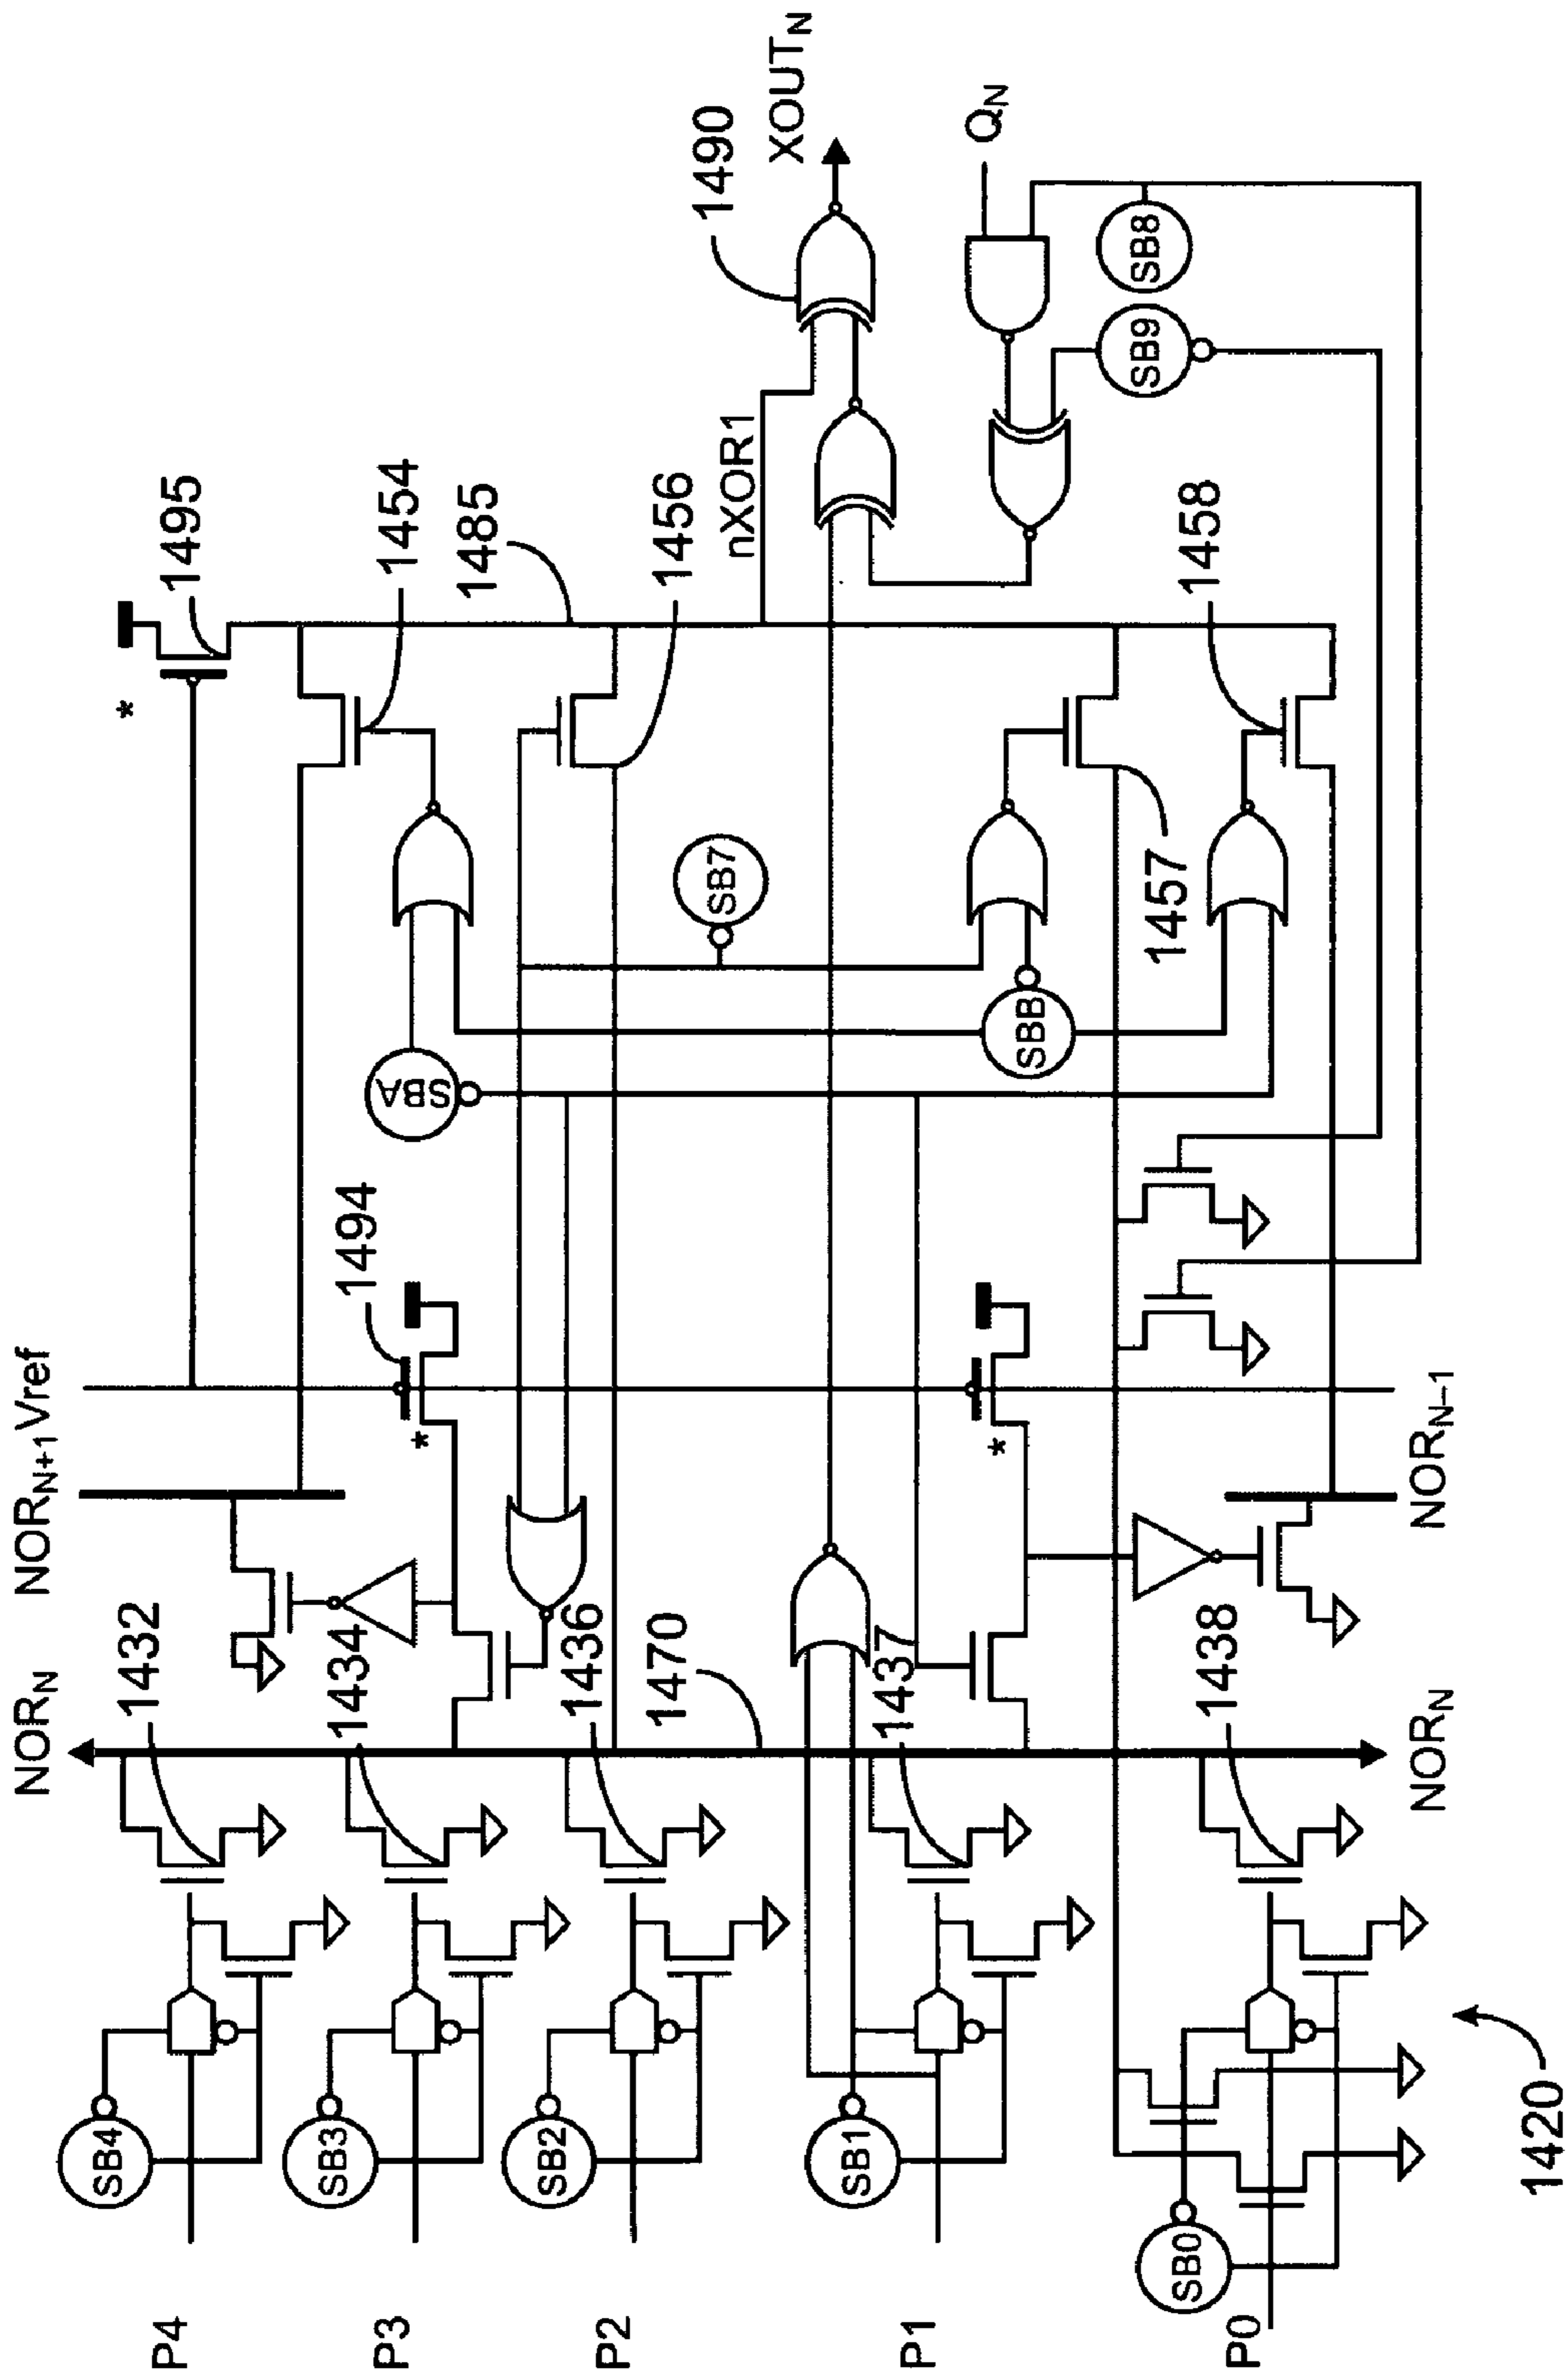 NOR_N
NOR_{N+1}
Vref
1432
1434
1436
1470
1437
1438
1494
1495
1454
1485
1456
nXOR1
1490
XOUT_N
Q_N
1457
1458
SB4
SB3
SB2
SB1
SB0
SBA
SBB
SB7
SB8
SB9
*
*
*
P4
P3
P2
P1
P0
NOR_N
NOR_{N-1}
1420